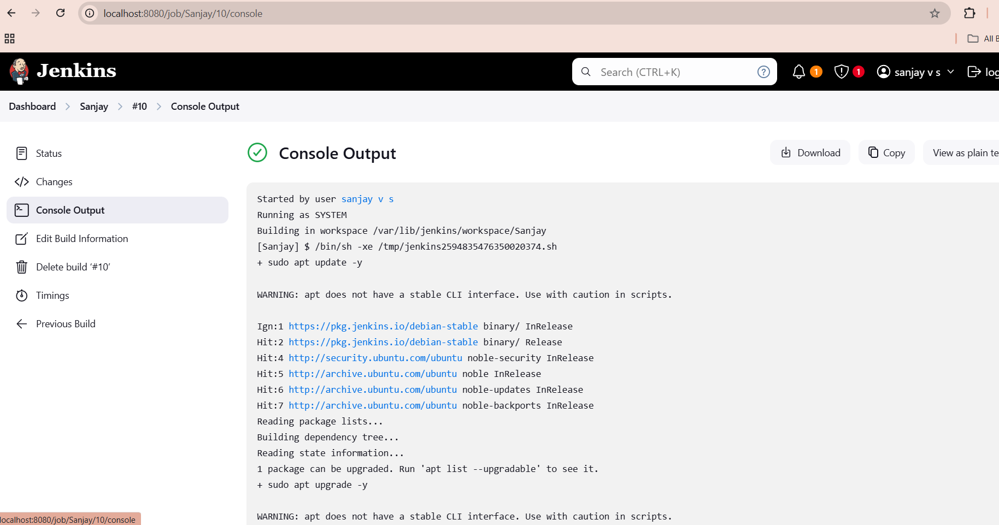 localhost:8080/job/Sanjay/10/console
All B
Jenkins
Search (CTRL+K)
?
1
1
sanjay v s
log
Dashboard
Sanjay
#10
Console Output
Status
Changes
Console Output
Edit Build Information
Delete build ‘#10’
Timings
Previous Build
Console Output
Download
Copy
View as plain te
Started by user sanjay v s
Running as SYSTEM
Building in workspace /var/lib/jenkins/workspace/Sanjay
[Sanjay] $ /bin/sh -xe /tmp/jenkins2594835476350020374.sh
+ sudo apt update -y
WARNING: apt does not have a stable CLI interface. Use with caution in scripts.
Ign:1 https://pkg.jenkins.io/debian-stable binary/ InRelease
Hit:2 https://pkg.jenkins.io/debian-stable binary/ Release
Hit:4 http://security.ubuntu.com/ubuntu noble-security InRelease
Hit:5 http://archive.ubuntu.com/ubuntu noble InRelease
Hit:6 http://archive.ubuntu.com/ubuntu noble-updates InRelease
Hit:7 http://archive.ubuntu.com/ubuntu noble-backports InRelease
Reading package lists...
Building dependency tree...
Reading state information...
1 package can be upgraded. Run 'apt list --upgradable' to see it.
+ sudo apt upgrade -y
WARNING: apt does not have a stable CLI interface. Use with caution in scripts.
localhost:8080/job/Sanjay/10/console